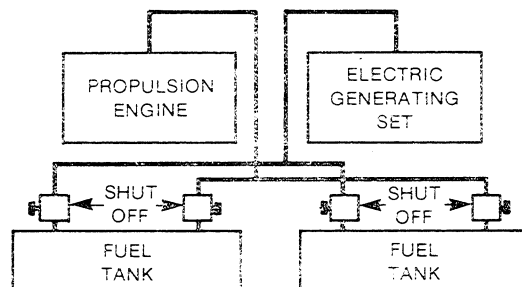 PROPULSION
ENGINE
ELECTRIC
GENERATING
SET
SHUT
OFF
SHUT
OFF
FUEL
TANK
FUEL
TANK